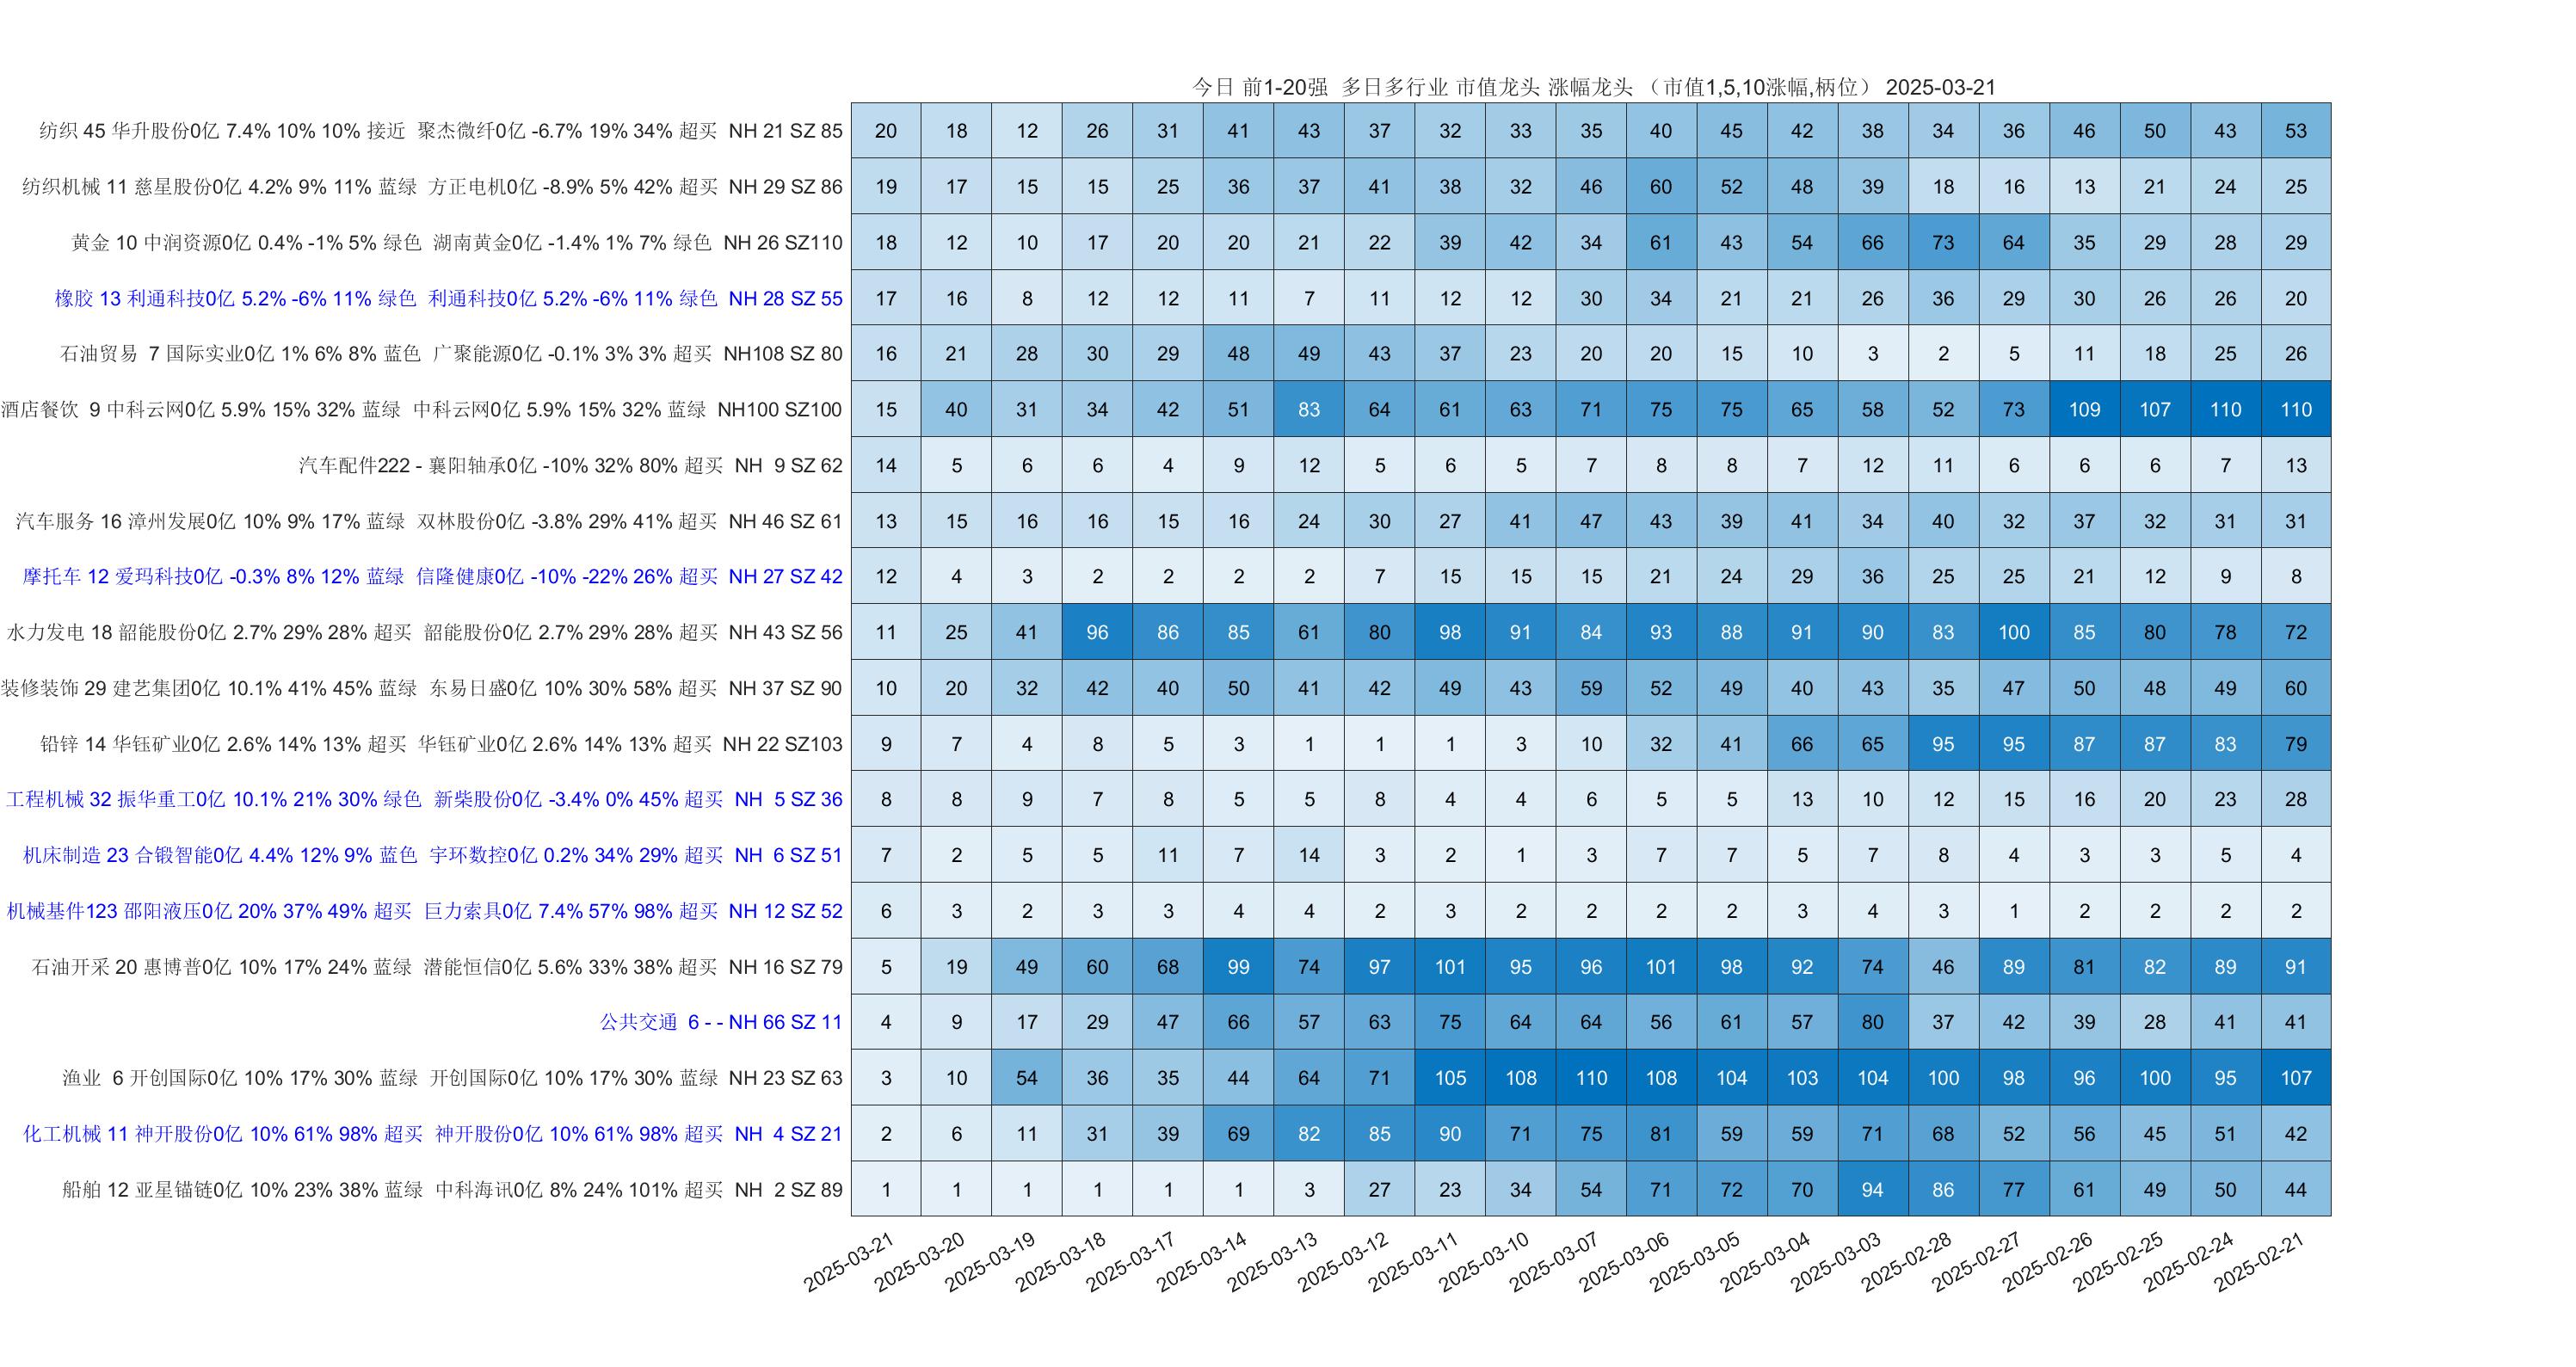 今日 前1-20强 多日多行业 市值龙头 涨幅龙头 （市值1,5,10涨幅,柄位） 2025-03-21
纺织 45 华升股份0亿 7.4% 10% 10% 接近 聚杰微纤0亿 -6.7% 19% 34% 超买 NH 21 SZ 85 20 18 12 26 31 41 43 37 32 33 35 40 45 42 38 34 36 46 50 43 53
纺织机械 11 慈星股份0亿 4.2% 9% 11% 蓝绿 方正电机0亿 -8.9% 5% 42% 超买 NH 29 SZ 86 19 17 15 15 25 36 37 41 38 32 46 60 52 48 39 18 16 13 21 24 25
黄金 10 中润资源0亿 0.4% -1% 5% 绿色 湖南黄金0亿 -1.4% 1% 7% 绿色 NH 26 SZ110 18 12 10 17 20 20 21 22 39 42 34 61 43 54 66 73 64 35 29 28 29
橡胶 13 利通科技0亿 5.2% -6% 11% 绿色 利通科技0亿 5.2% -6% 11% 绿色 NH 28 SZ 55 17 16 8 12 12 11 7 11 12 12 30 34 21 21 26 36 29 30 26 26 20
石油贸易 7 国际实业0亿 1% 6% 8% 蓝色 广聚能源0亿 -0.1% 3% 3% 超买 NH108 SZ 80 16 21 28 30 29 48 49 43 37 23 20 20 15 10 3 2 5 11 18 25 26
酒店餐饮 9 中科云网0亿 5.9% 15% 32% 蓝绿 中科云网0亿 5.9% 15% 32% 蓝绿 NH100 SZ100 15 40 31 34 42 51 83 64 61 63 71 75 75 65 58 52 73 109 107 110 110
汽车配件222 - 襄阳轴承0亿 -10% 32% 80% 超买 NH 9 SZ 62 14 5 6 6 4 9 12 5 6 5 7 8 8 7 12 11 6 6 6 7 13
汽车服务 16 漳州发展0亿 10% 9% 17% 蓝绿 双林股份0亿 -3.8% 29% 41% 超买 NH 46 SZ 61 13 15 16 16 15 16 24 30 27 41 47 43 39 41 34 40 32 37 32 31 31
摩托车 12 爱玛科技0亿 -0.3% 8% 12% 蓝绿 信隆健康0亿 -10% -22% 26% 超买 NH 27 SZ 42 12 4 3 2 2 2 2 7 15 15 15 21 24 29 36 25 25 21 12 9 8
水力发电 18 韶能股份0亿 2.7% 29% 28% 超买 韶能股份0亿 2.7% 29% 28% 超买 NH 43 SZ 56 11 25 41 96 86 85 61 80 98 91 84 93 88 91 90 83 100 85 80 78 72
装修装饰 29 建艺集团0亿 10.1% 41% 45% 蓝绿 东易日盛0亿 10% 30% 58% 超买 NH 37 SZ 90 10 20 32 42 40 50 41 42 49 43 59 52 49 40 43 35 47 50 48 49 60
铅锌 14 华钰矿业0亿 2.6% 14% 13% 超买 华钰矿业0亿 2.6% 14% 13% 超买 NH 22 SZ103 9 7 4 8 5 3 1 1 1 3 10 32 41 66 65 95 95 87 87 83 79
工程机械 32 振华重工0亿 10.1% 21% 30% 绿色 新柴股份0亿 -3.4% 0% 45% 超买 NH 5 SZ 36 8 8 9 7 8 5 5 8 4 4 6 5 5 13 10 12 15 16 20 23 28
机床制造 23 合锻智能0亿 4.4% 12% 9% 蓝色 宇环数控0亿 0.2% 34% 29% 超买 NH 6 SZ 51 7 2 5 5 11 7 14 3 2 1 3 7 7 5 7 8 4 3 3 5 4
机械基件123 邵阳液压0亿 20% 37% 49% 超买 巨力索具0亿 7.4% 57% 98% 超买 NH 12 SZ 52 6 3 2 3 3 4 4 2 3 2 2 2 2 3 4 3 1 2 2 2 2
石油开采 20 惠博普0亿 10% 17% 24% 蓝绿 潜能恒信0亿 5.6% 33% 38% 超买 NH 16 SZ 79 5 19 49 60 68 99 74 97 101 95 96 101 98 92 74 46 89 81 82 89 91
公共交通 6 - - NH 66 SZ 11 4 9 17 29 47 66 57 63 75 64 64 56 61 57 80 37 42 39 28 41 41
渔业 6 开创国际0亿 10% 17% 30% 蓝绿 开创国际0亿 10% 17% 30% 蓝绿 NH 23 SZ 63 3 10 54 36 35 44 64 71 105 108 110 108 104 103 104 100 98 96 100 95 107
化工机械 11 神开股份0亿 10% 61% 98% 超买 神开股份0亿 10% 61% 98% 超买 NH 4 SZ 21 2 6 11 31 39 69 82 85 90 71 75 81 59 59 71 68 52 56 45 51 42
船舶 12 亚星锚链0亿 10% 23% 38% 蓝绿 中科海讯0亿 8% 24% 101% 超买 NH 2 SZ 89 1 1 1 1 1 1 3 27 23 34 54 71 72 70 94 86 77 61 49 50 44
2025-03-21 2025-03-20 2025-03-19 2025-03-18 2025-03-17 2025-03-14 2025-03-13 2025-03-12 2025-03-11 2025-03-10 2025-03-07 2025-03-06 2025-03-05 2025-03-04 2025-03-03 2025-02-28 2025-02-27 2025-02-26 2025-02-25 2025-02-24 2025-02-21